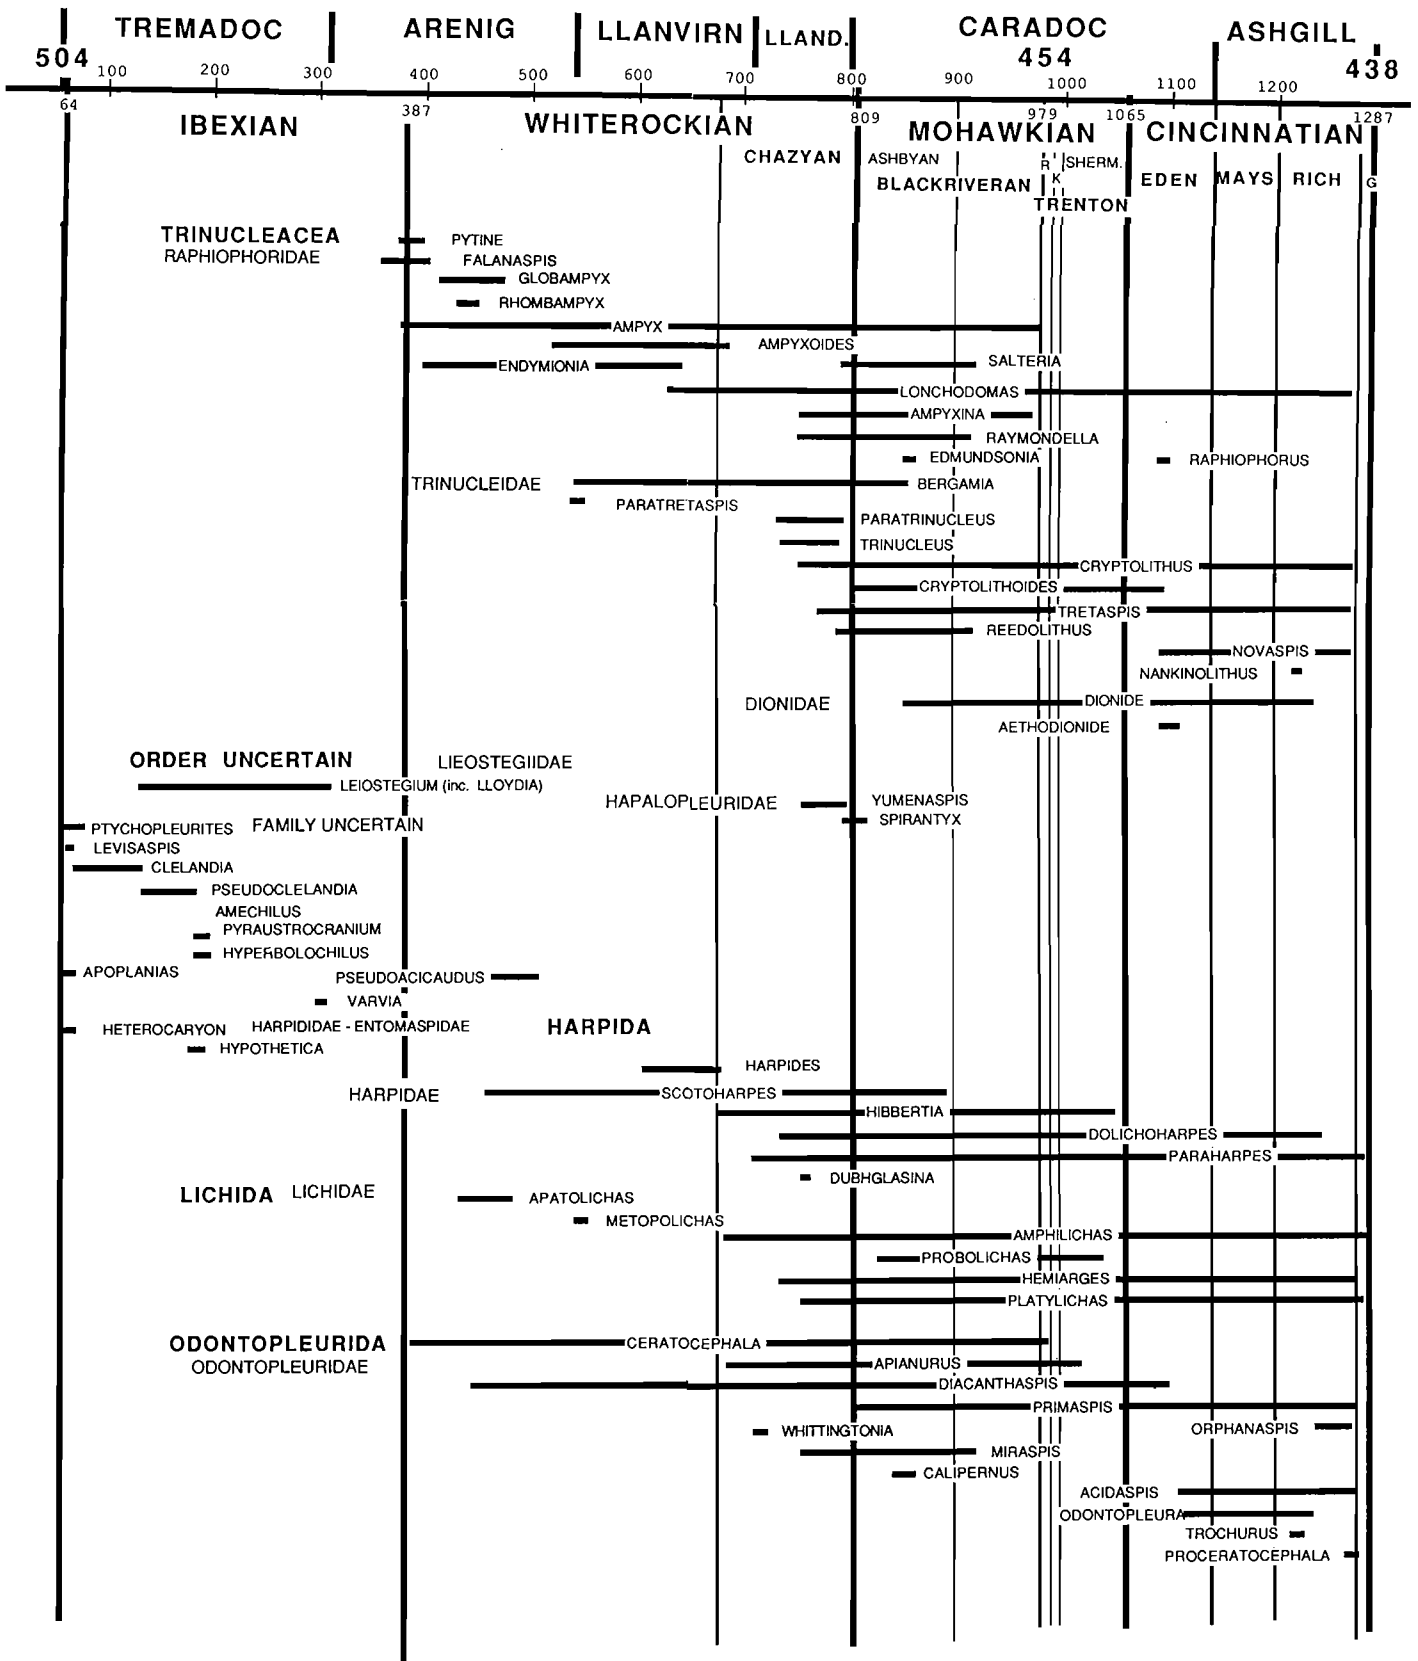 TREMADOC ARENIG LLANVIRN LLAND. CARADOC ASHGILL
504 454 438
100 200 300 400 500 600 700 800 900 1000 1100 1200
64 387 809 979 1065 1287
IBEXIAN WHITEROCKIAN MOHAWKIAN CINCINNATIAN
CHAZYAN ASHBYAN R SHERM.
BLACKRIVERAN K EDEN MAYS RICH G
TRENTON
TRINUCLEACEA PYTINE
RAPHIOPHORIDAE FALANASPIS
GLOBAMPYX
RHOMBAMPYX
AMPYX
AMPYXOIDES
ENDYMIONIA SALTERIA
LONCHODOMAS
AMPYXINA
RAYMONDELLA
EDMUNDSONIA RAPHIOPHORUS
TRINUCLEIDAE BERGAMIA
PARATRETASPIS
PARATRINUCLEUS
TRINUCLEUS
CRYPTOLITHUS
CRYPTOLITHOIDES
TRETASPIS
REEDOLITHUS
NOVASPIS
NANKINOLITHUS
DIONIDAE DIONIDE
AETHODIONIDE
ORDER UNCERTAIN LIEOSTEGIIDAE
LEIOSTEGIUM (inc. LLOYDIA)
HAPALOPLEURIDAE YUMENASPIS
SPIRANTYX
PTYCHOPLEURITES FAMILY UNCERTAIN
LEVISASPIS
CLELANDIA
PSEUDOCLELANDIA
AMECHILUS
PYRAUSTROCRANIUM
HYPERBOLOCHILUS
APOPLANIAS PSEUDOACICAUDUS
VARVIA
HETEROCARYON HARPIDIDAE - ENTOMASPIDAE HARPIDA
HYPOTHETICA
HARPIDES
HARPIDAE SCOTOHARPES
HIBBERTIA
DOLICHOHARPES
PARAHARPES
DUBHGLASINA
LICHIDA LICHIDAE APATOLICHAS
METOPOLICHAS
AMPHILICHAS
PROBOLICHAS
HEMIARGES
PLATYLICHAS
ODONTOPLEURIDA CERATOCEPHALA
ODONTOPLEURIDAE APIANURUS
DIACANTHASPIS
PRIMASPIS
WHITTINGTONIA ORPHANASPIS
MIRASPIS
CALIPERNUS
ACIDASPIS
ODONTOPLEURA
TROCHURUS
PROCERATOCEPHALA